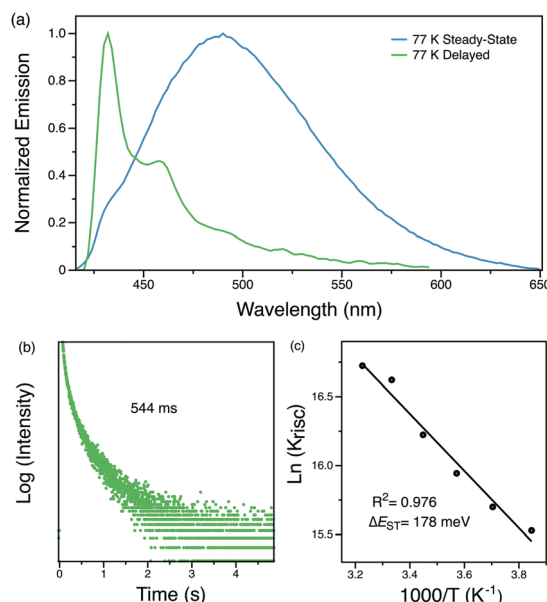 (a)
77 K Steady-State
77 K Delayed
Normalized Emission
1.0
0.8
0.6
0.4
0.2
0
450
500
550
600
650
Wavelength (nm)
(b)
544 ms
Log (Intensity)
0
1
2
3
4
Time (s)
(c)
Ln (Krisc)
16.5
16.0
15.5
R²= 0.976
ΔE_ST= 178 meV
3.2
3.4
3.6
3.8
1000/T (K⁻¹)